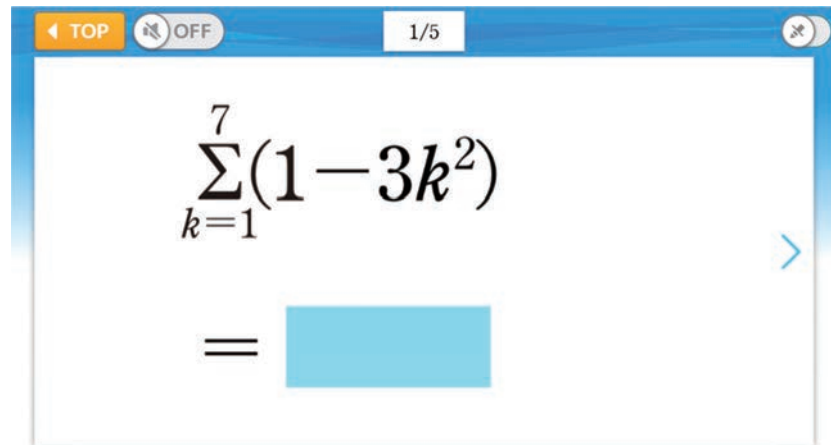 TOP OFF 1/5
7
Σ(1－3k²)
k＝1
＝